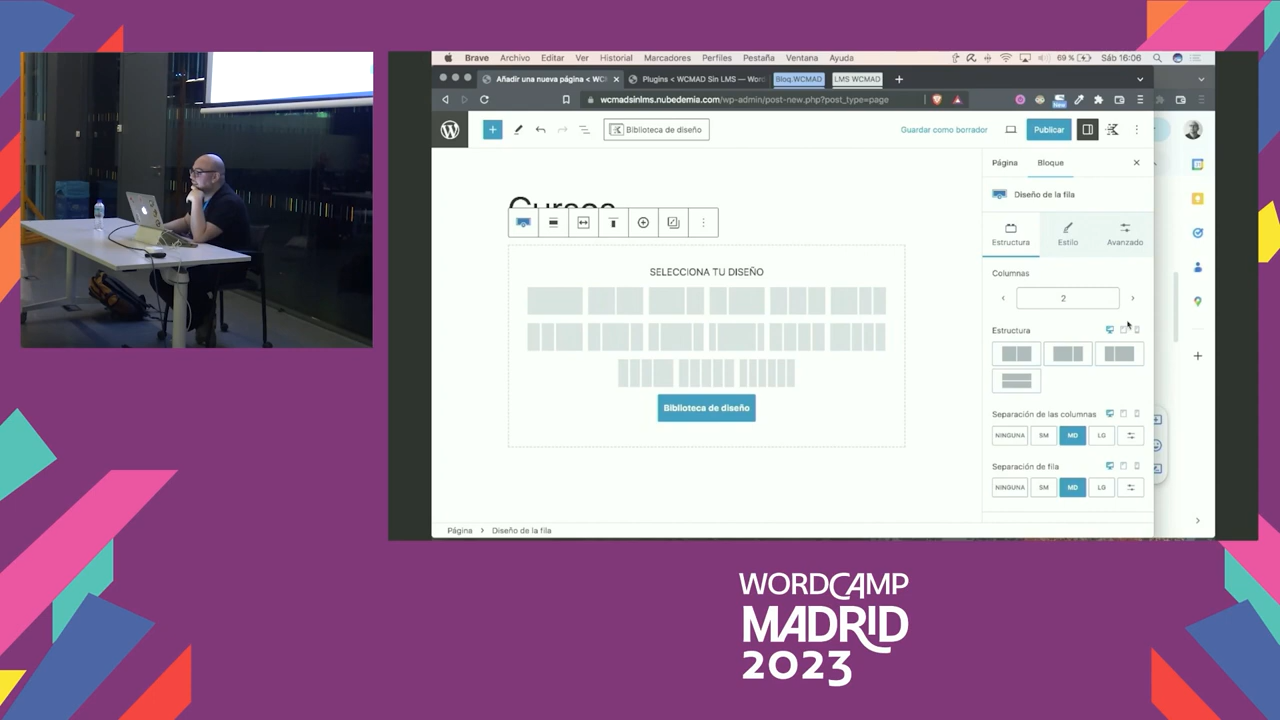 Brave Archivo Editar Ver Historial Marcadores Perfiles Pestaña Ventana Ayuda 69 % Sáb 16:06
Añadir una nueva página < WC Plugins < WCMAD Sin LMS — Wor Blog.WCMAD LMS WCMAD
wcmadsinlms.nubedemia.com/wp-admin/post-new.php?post_type=page
New
Biblioteca de diseño Guardar como borrador Publicar
Página Bloque
Cursos
Diseño de la fila
Estructura Estilo Avanzado
SELECCIONA TU DISEÑO
Biblioteca de diseño
Columnas
2
Estructura
Separación de las columnas
NINGUNA SM MD LG
Separación de fila
NINGUNA SM MD LG
Página > Diseño de la fila
WORDCAMP
MADRID
2023